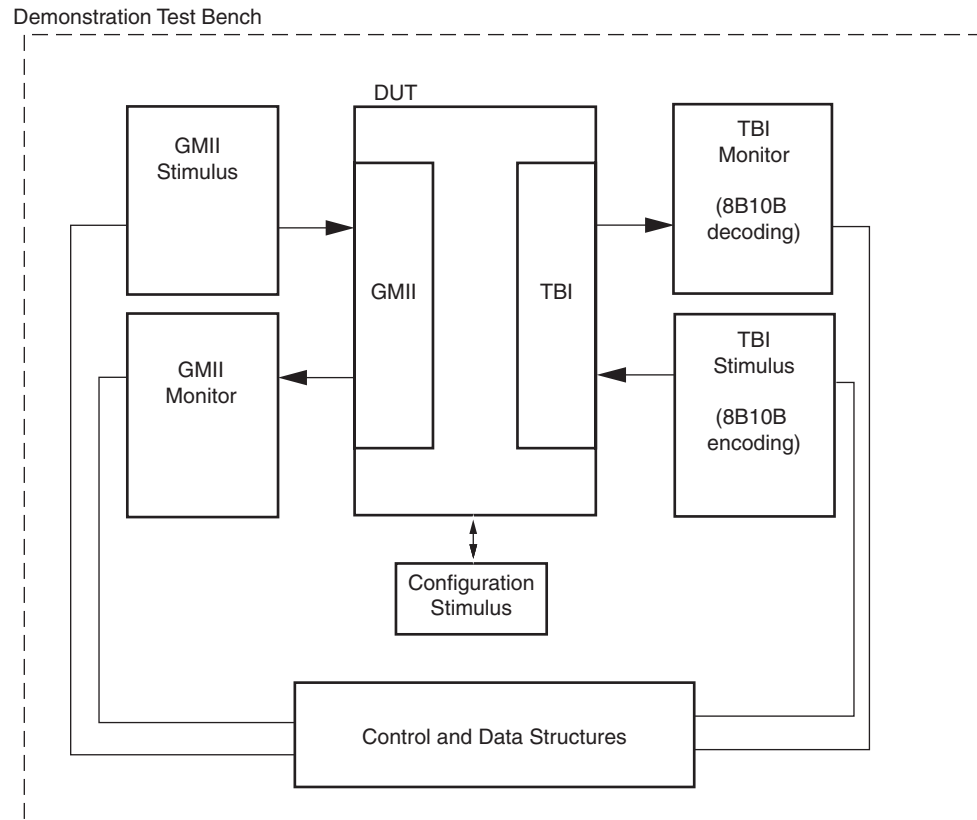 Demonstration Test Bench
DUT
GMII
Stimulus
TBI
Monitor
(8B10B
decoding)
GMII
TBI
GMII
Monitor
TBI
Stimulus
(8B10B
encoding)
Configuration
Stimulus
Control and Data Structures